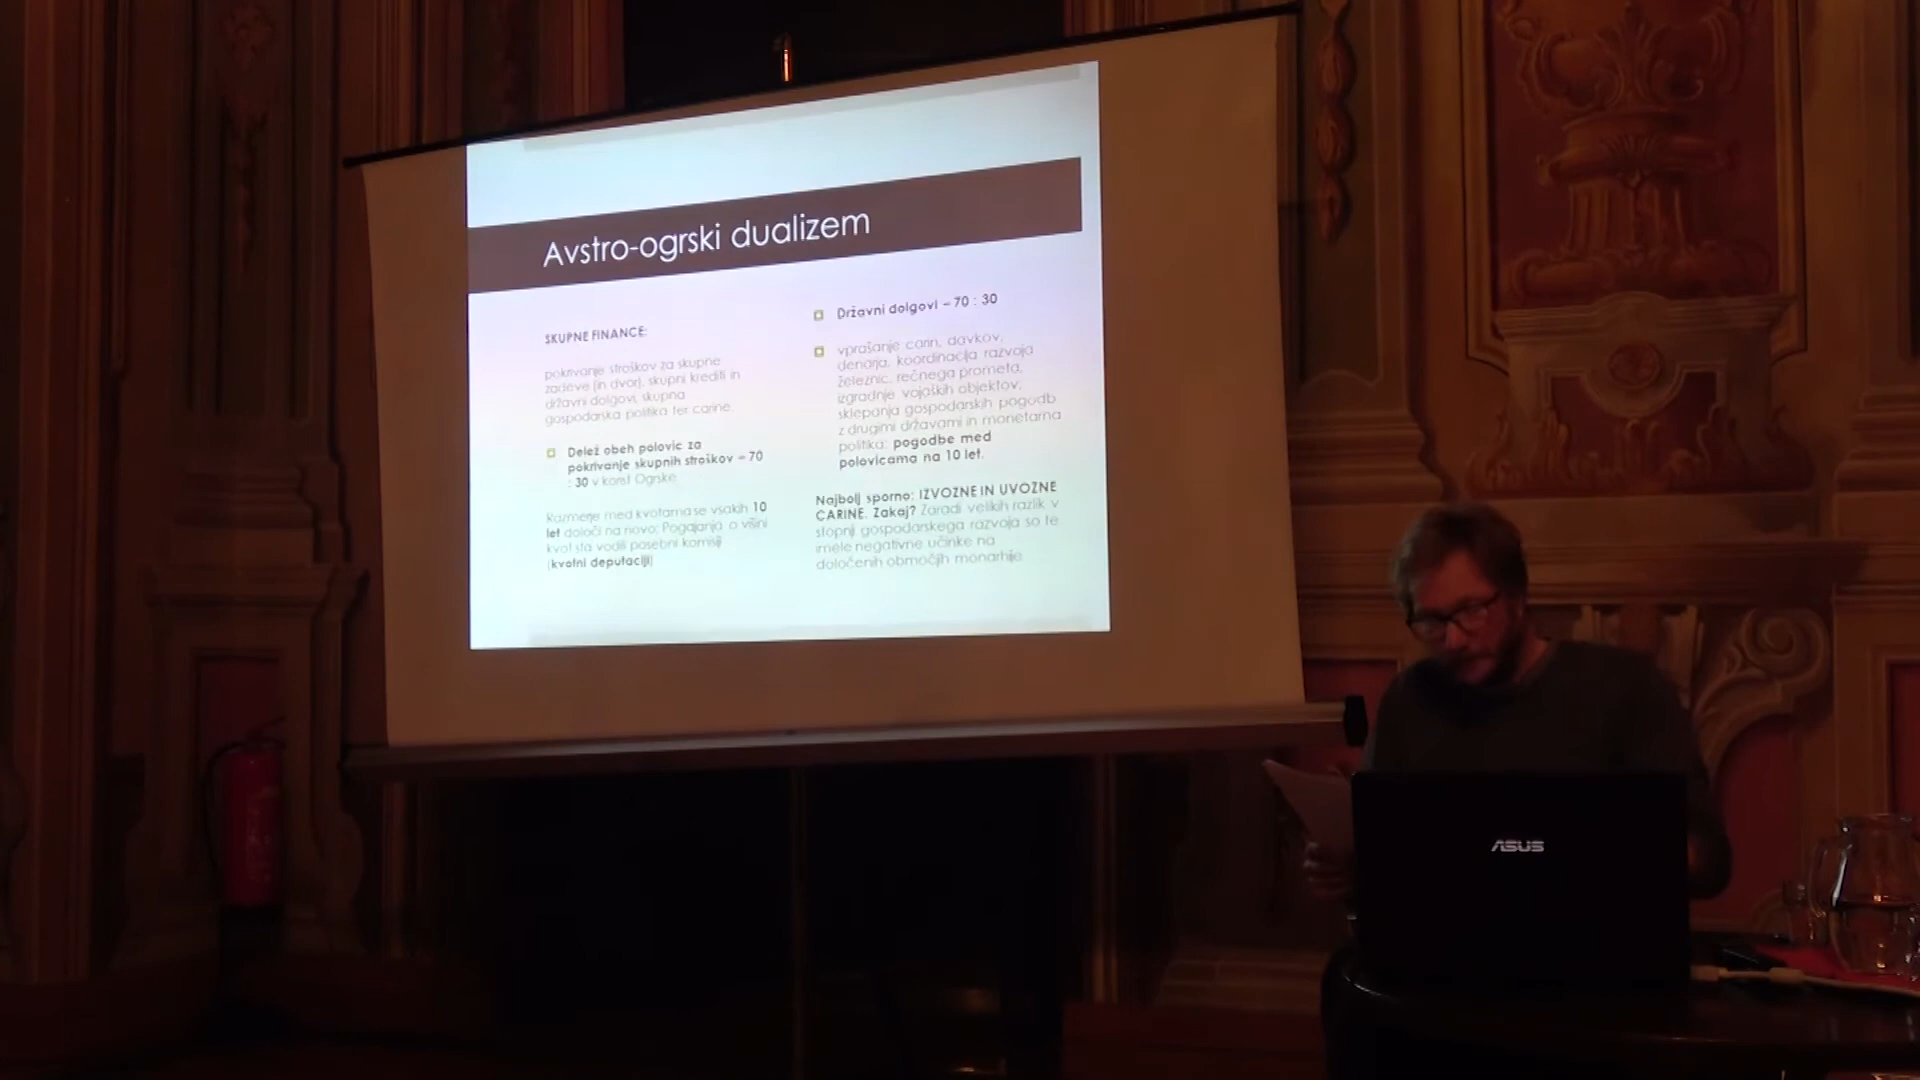 Avstro-ogrski dualizem
SKUPNE FINANCE:
pokrivanje stroškov za skupne
zadeve (in dvor), skupni krediti in
državni dolgovi, skupna
gospodarska politika ter carine.
Delež obeh polovic za
pokrivanje skupnih stroškov – 70
: 30 v korist Ogrske
Razmerje med kvotama se vsakih 10
let določi na novo; Pogajanja o višini
kvot sta vodili posebni komisiji
(kvotni deputaciji)
Državni dolgovi – 70 : 30
vprašanje carin, davkov,
denarja, koordinacija razvoja
železnic, rečnega prometa,
izgradnje vojaških objektov,
sklepanja gospodarskih pogodb
z drugimi državami in monetarna
politika: pogodbe med
polovicama na 10 let.
Najbolj sporno: IZVOZNE IN UVOZNE
CARINE. Zakaj? Zaradi velikih razlik v
stopnji gospodarskega razvoja so te
imele negativne učinke na
določenih območjih monarhije
ASUS